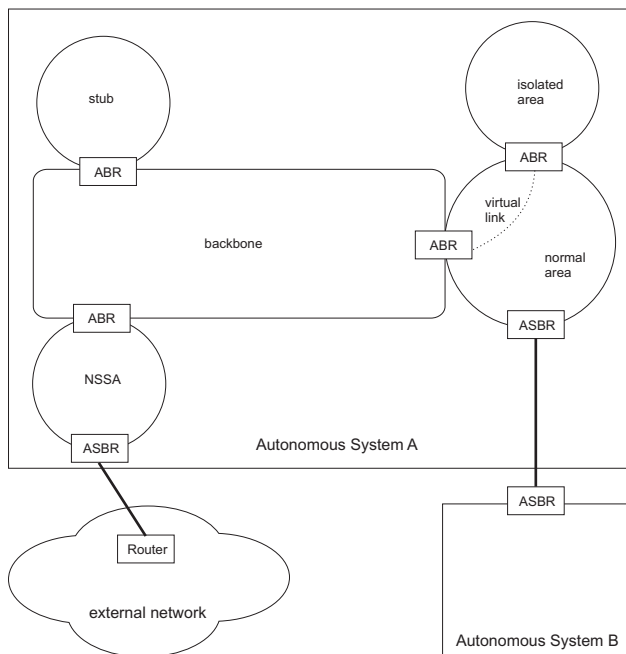 stub
isolated
area
ABR
ABR
virtual
link
backbone
ABR
normal
area
ABR
ASBR
NSSA
ASBR
Autonomous System A
ASBR
Router
external network
Autonomous System B